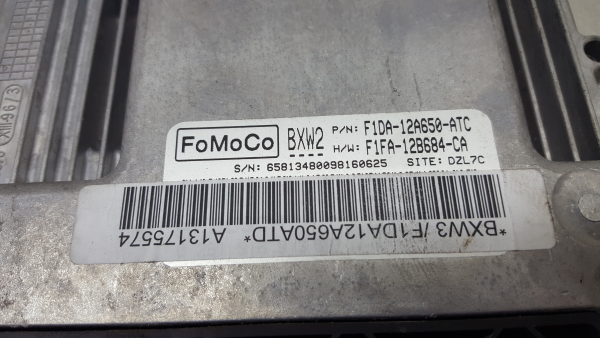 FoMoCo BXW2 P/N: F1DA-12A650-ATC
H/W: F1FA-12B684-CA
S/N: 65813480098160625 SITE: DZL7C
*BXW3 /F1DA12A650ATD* A13175574